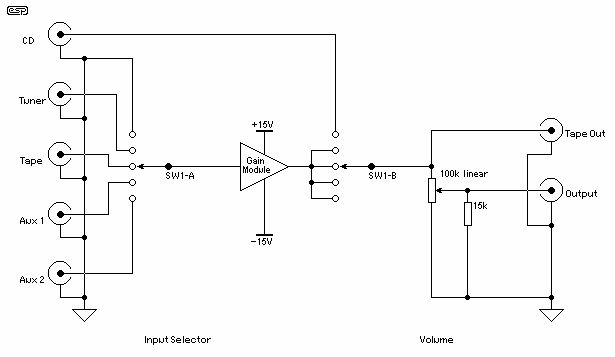 esp
CD
Tuner
Tape
Aux 1
Aux 2
SW1-A
+15V
Gain
Module
-15V
SW1-B
100k linear
15k
Tape Out
Output
Input Selector
Volume